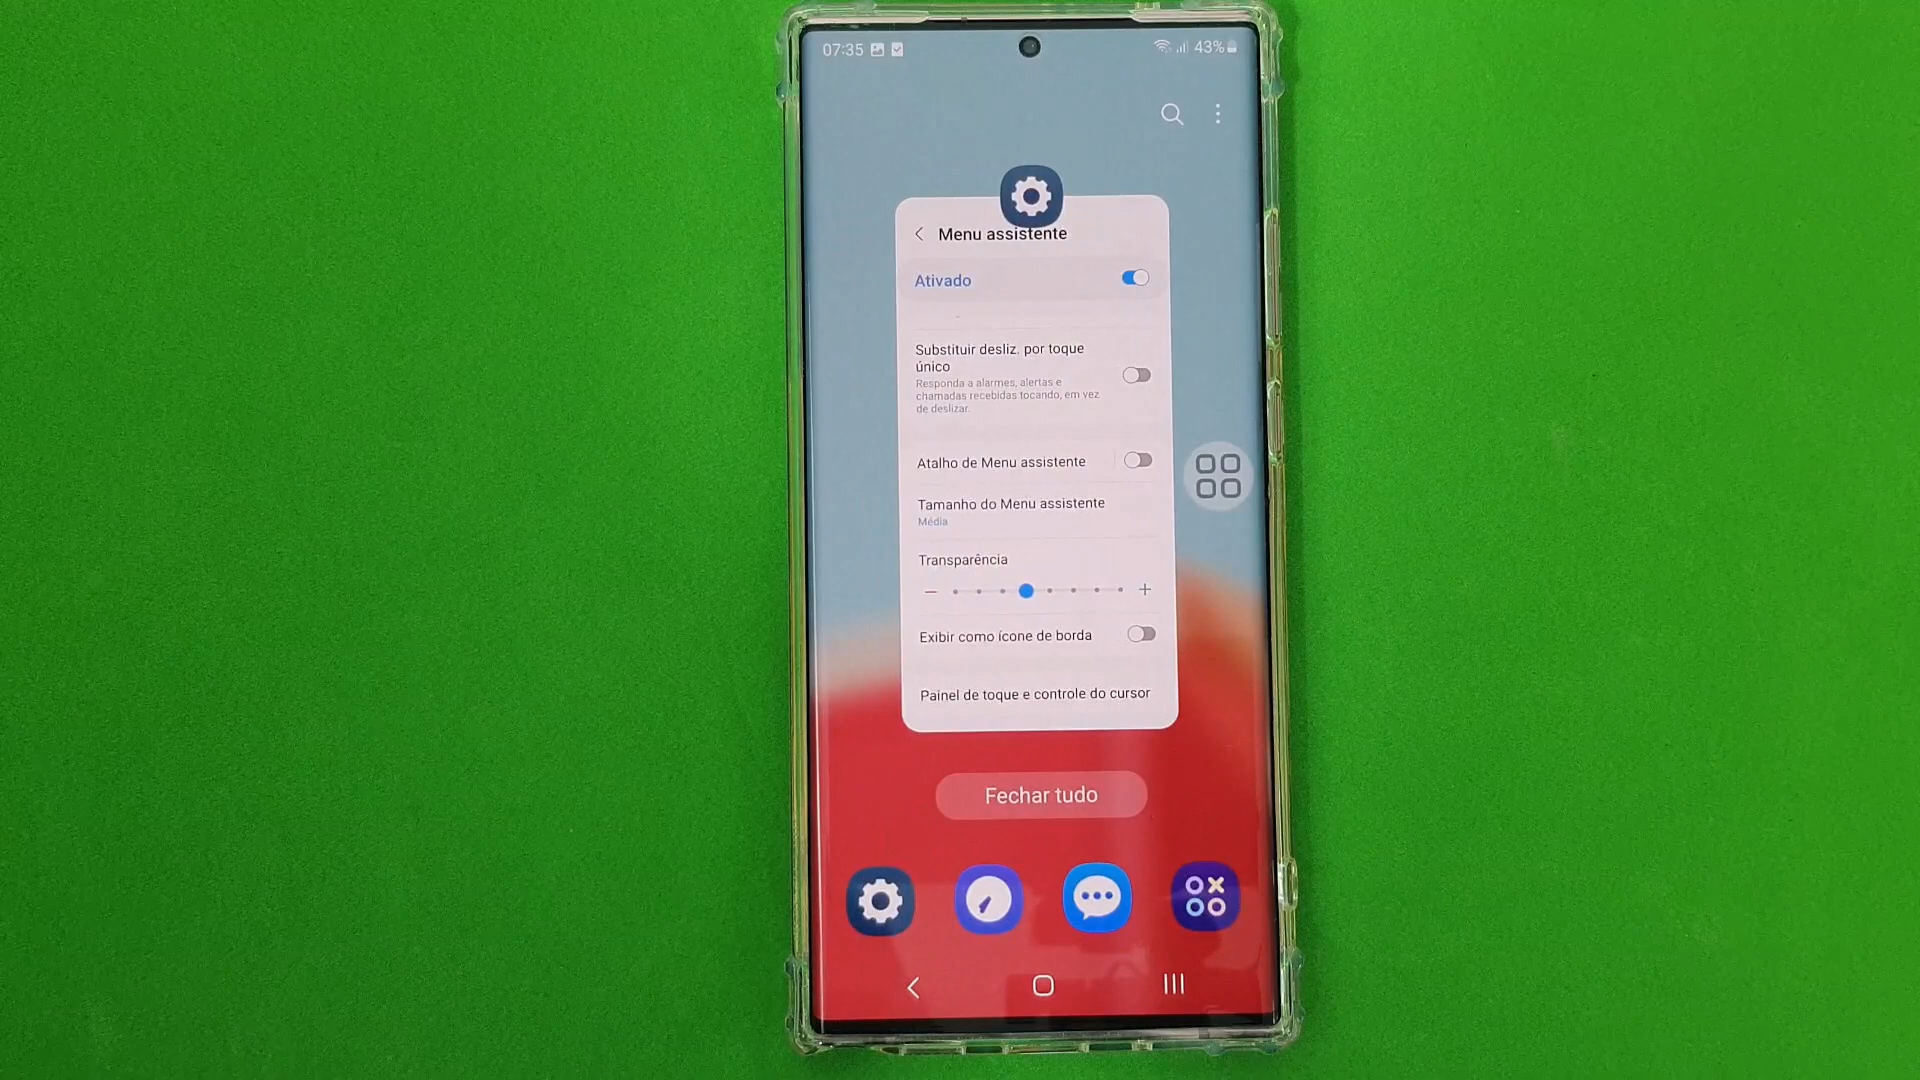 07:35
43%
Menu assistente
Ativado
Substituir desliz. por toque
único
Responda a alarmes, alertas e
chamadas recebidas tocando, em vez
de deslizar.
Atalho de Menu assistente
Tamanho do Menu assistente
Média
Transparência
Exibir como ícone de borda
Painel de toque e controle do cursor
Fechar tudo